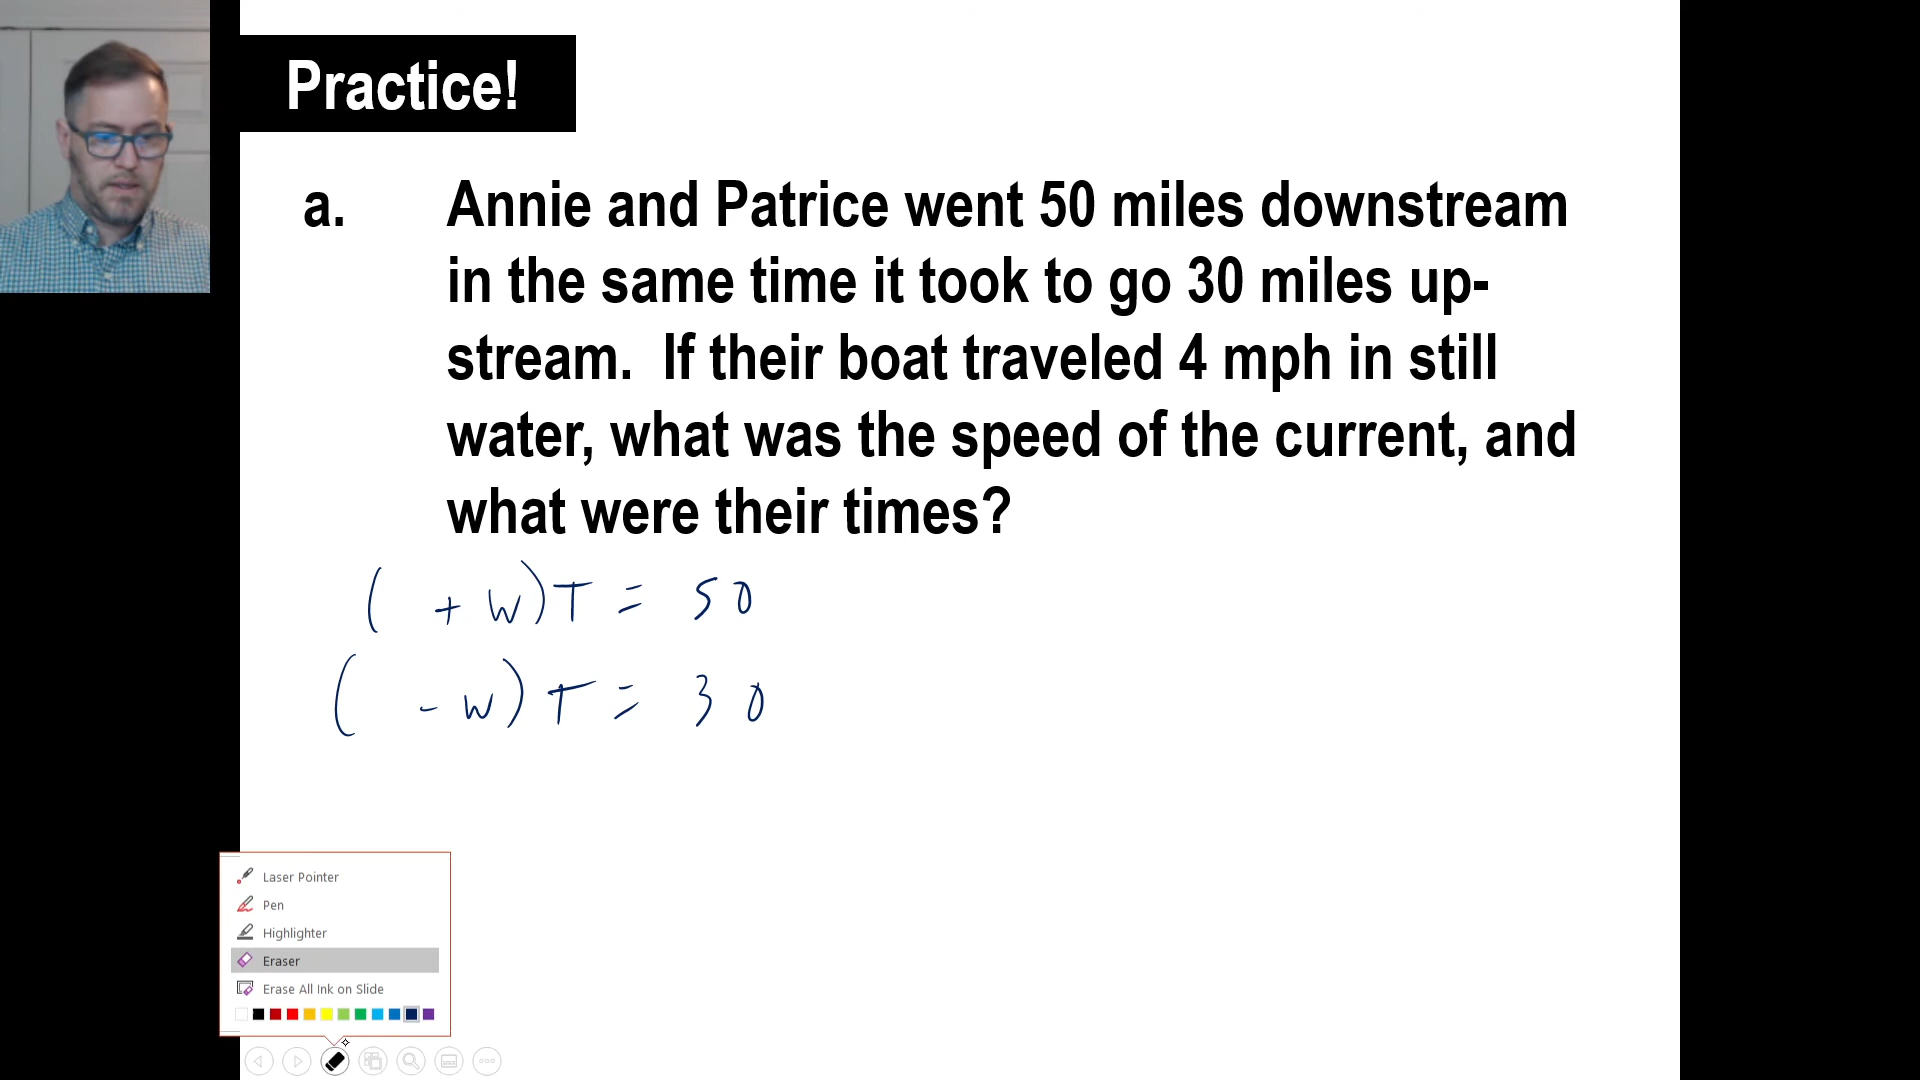 Practice!
a. Annie and Patrice went 50 miles downstream
in the same time it took to go 30 miles up-
stream. If their boat traveled 4 mph in still
water, what was the speed of the current, and
what were their times?
( + W)T = 50
( - W)T = 30
Laser Pointer
Pen
Highlighter
Eraser
Erase All Ink on Slide